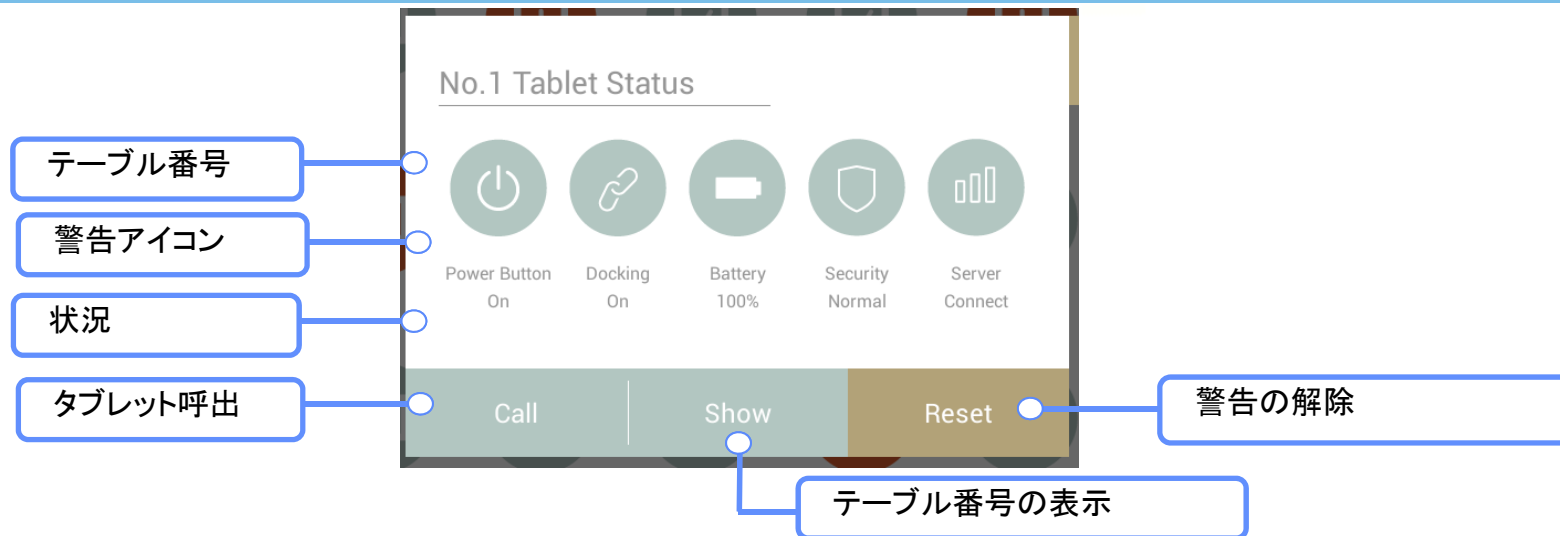 No.1 Tablet Status
テーブル番号
警告アイコン
Power Button
On
Docking
On
Battery
100%
Security
Normal
Server
Connect
状況
タブレット呼出
Call
Show
Reset
警告の解除
テーブル番号の表示